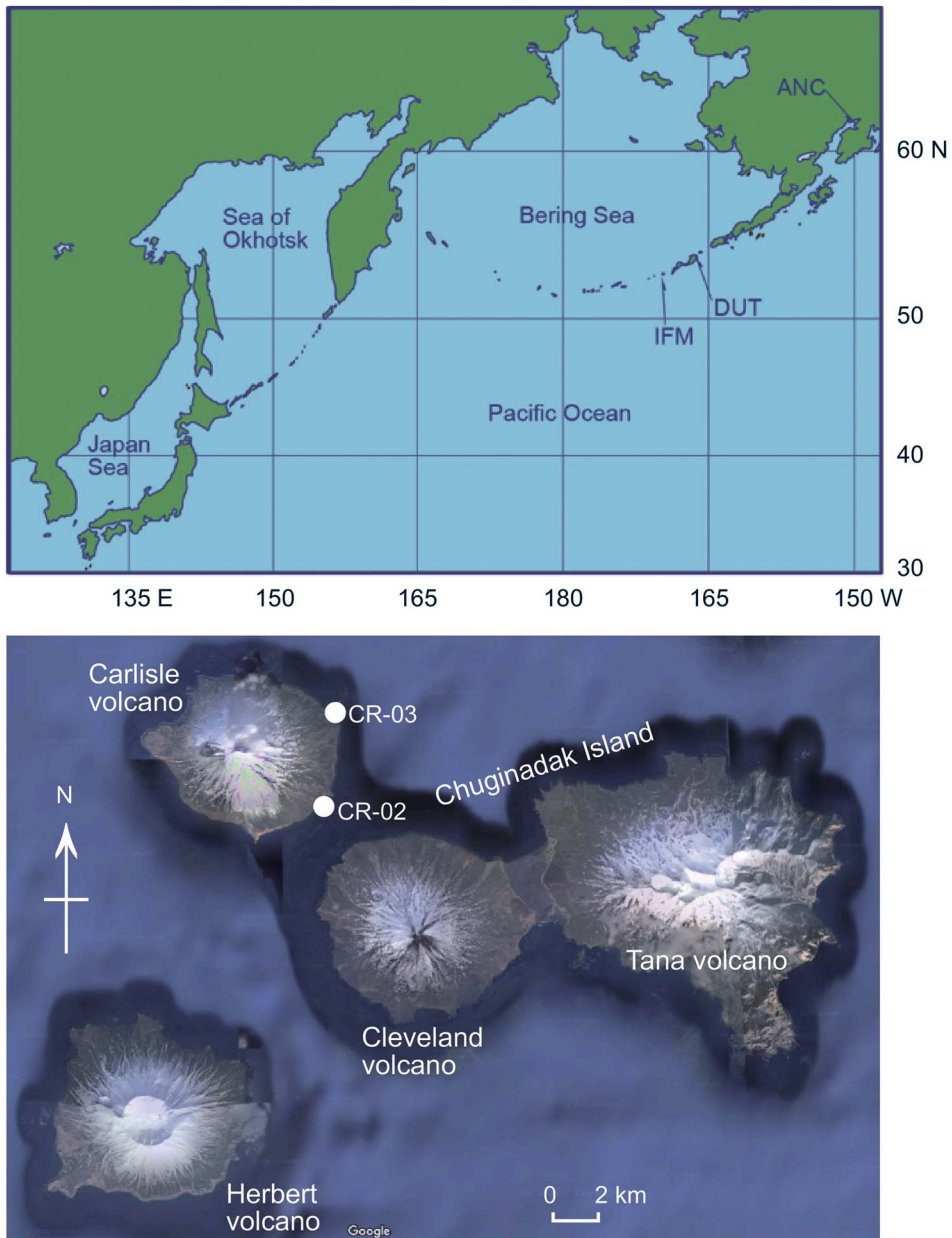 ANC
60 N
Sea of
Okhotsk
Bering Sea
DUT
50
IFM
Pacific Ocean
Japan
Sea
40
30
135 E
150
165
180
165
150 W
Carlisle
volcano
CR-03
Chuginadak Island
N
CR-02
Tana volcano
Cleveland
volcano
Herbert
volcano
0
2 km
Google